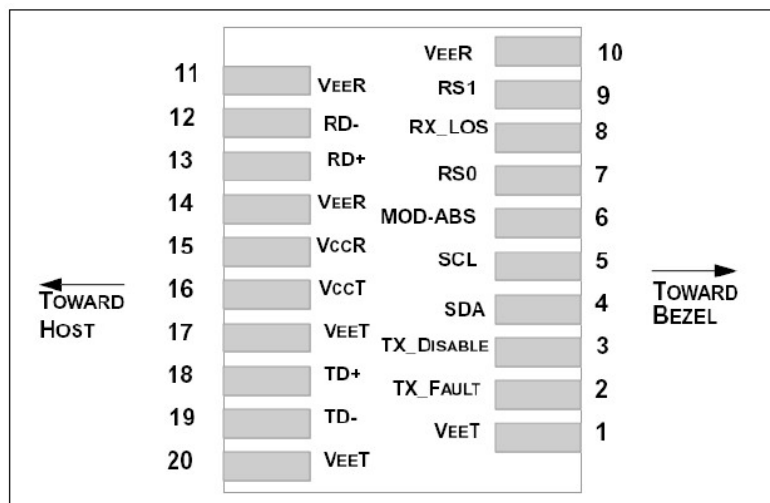 VEER 10
11 VEER
RS1 9
12 RD-
RX_LOS 8
13 RD+
RS0 7
14 VEER
MOD-ABS 6
15 VCCR
SCL 5
16 VCCT
SDA 4
17 VEET
TX_DISABLE 3
18 TD+
TX_FAULT 2
19 TD-
VEET 1
20 VEET
TOWARD
HOST
TOWARD
BEZEL